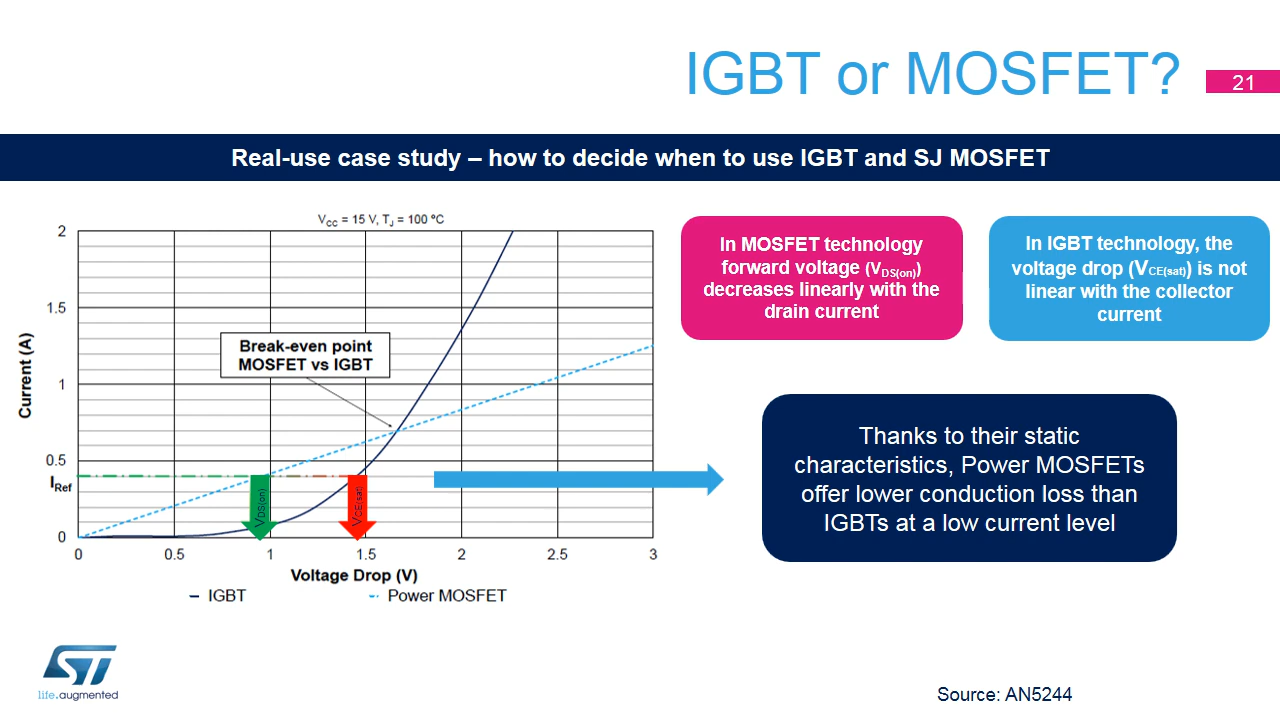 IGBT or MOSFET?
21
Real-use case study – how to decide when to use IGBT and SJ MOSFET
VCC = 15 V, TJ = 100 ºC
Current (A)
2
1.5
1
0.5
IRef
0
Break-even point
MOSFET vs IGBT
VDS(on)
VCE(sat)
0 0.5 1 1.5 2 2.5 3
Voltage Drop (V)
IGBT
Power MOSFET
In MOSFET technology
forward voltage (VDS(on))
decreases linearly with the
drain current
In IGBT technology, the
voltage drop (VCE(sat)) is not
linear with the collector
current
Thanks to their static
characteristics, Power MOSFETs
offer lower conduction loss than
IGBTs at a low current level
ST
life.augmented
Source: AN5244